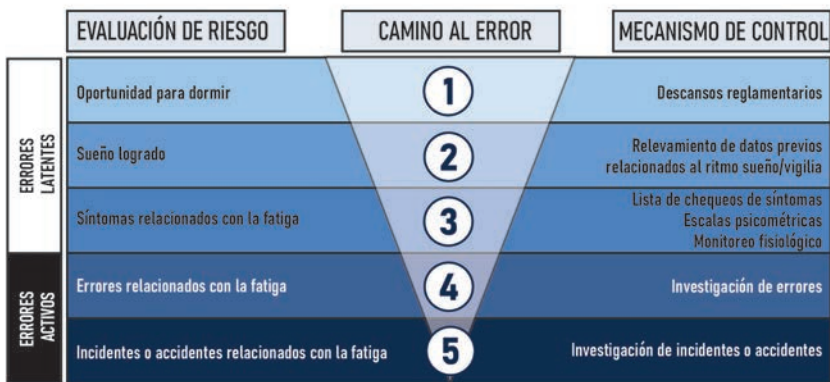 EVALUACIÓN DE RIESGO
CAMINO AL ERROR
MECANISMO DE CONTROL
ERRORES
LATENTES
Oportunidad para dormir
1
Descansos reglamentarios
Sueño logrado
2
Relevamiento de datos previos
relacionados al ritmo sueño/vigilia
Síntomas relacionados con la fatiga
3
Lista de chequeos de síntomas
Escalas psicométricas
Monitoreo fisiológico
ERRORES
ACTIVOS
Errores relacionados con la fatiga
4
Investigación de errores
Incidentes o accidentes relacionados con la fatiga
5
Investigación de incidentes o accidentes